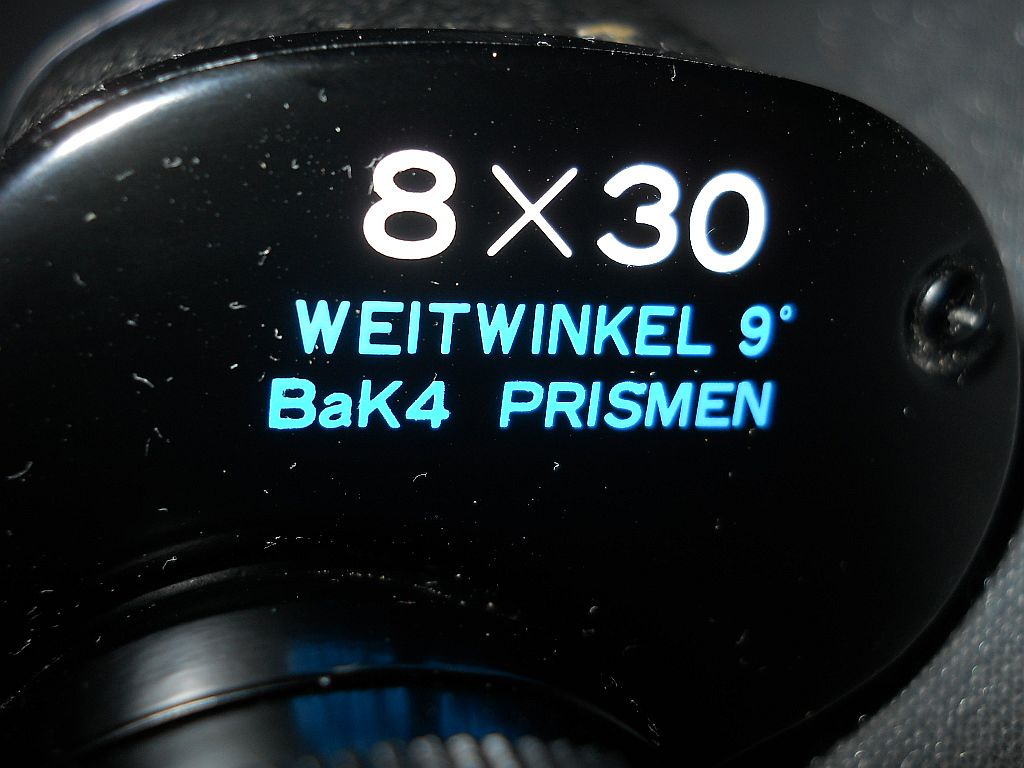 8×30
WEITWINKEL 9°
BaK4 PRISMEN